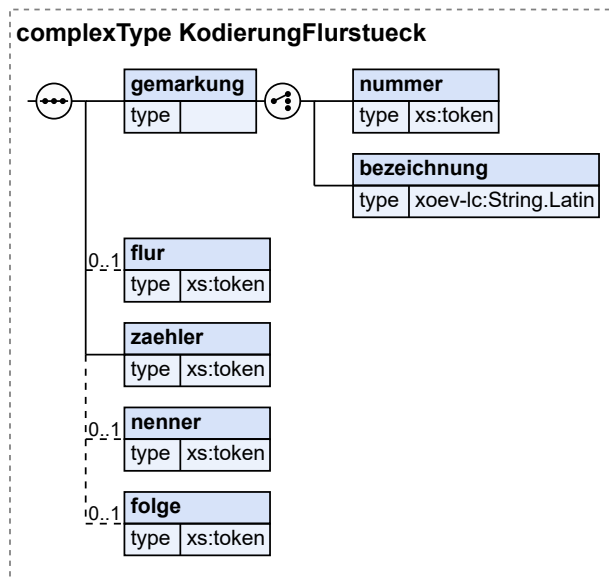 complexType KodierungFlurstueck
gemarkung
type
nummer
type xs:token
bezeichnung
type xoev-lc:String.Latin
0..1
flur
type xs:token
zaehler
type xs:token
0..1
nenner
type xs:token
0..1
folge
type xs:token